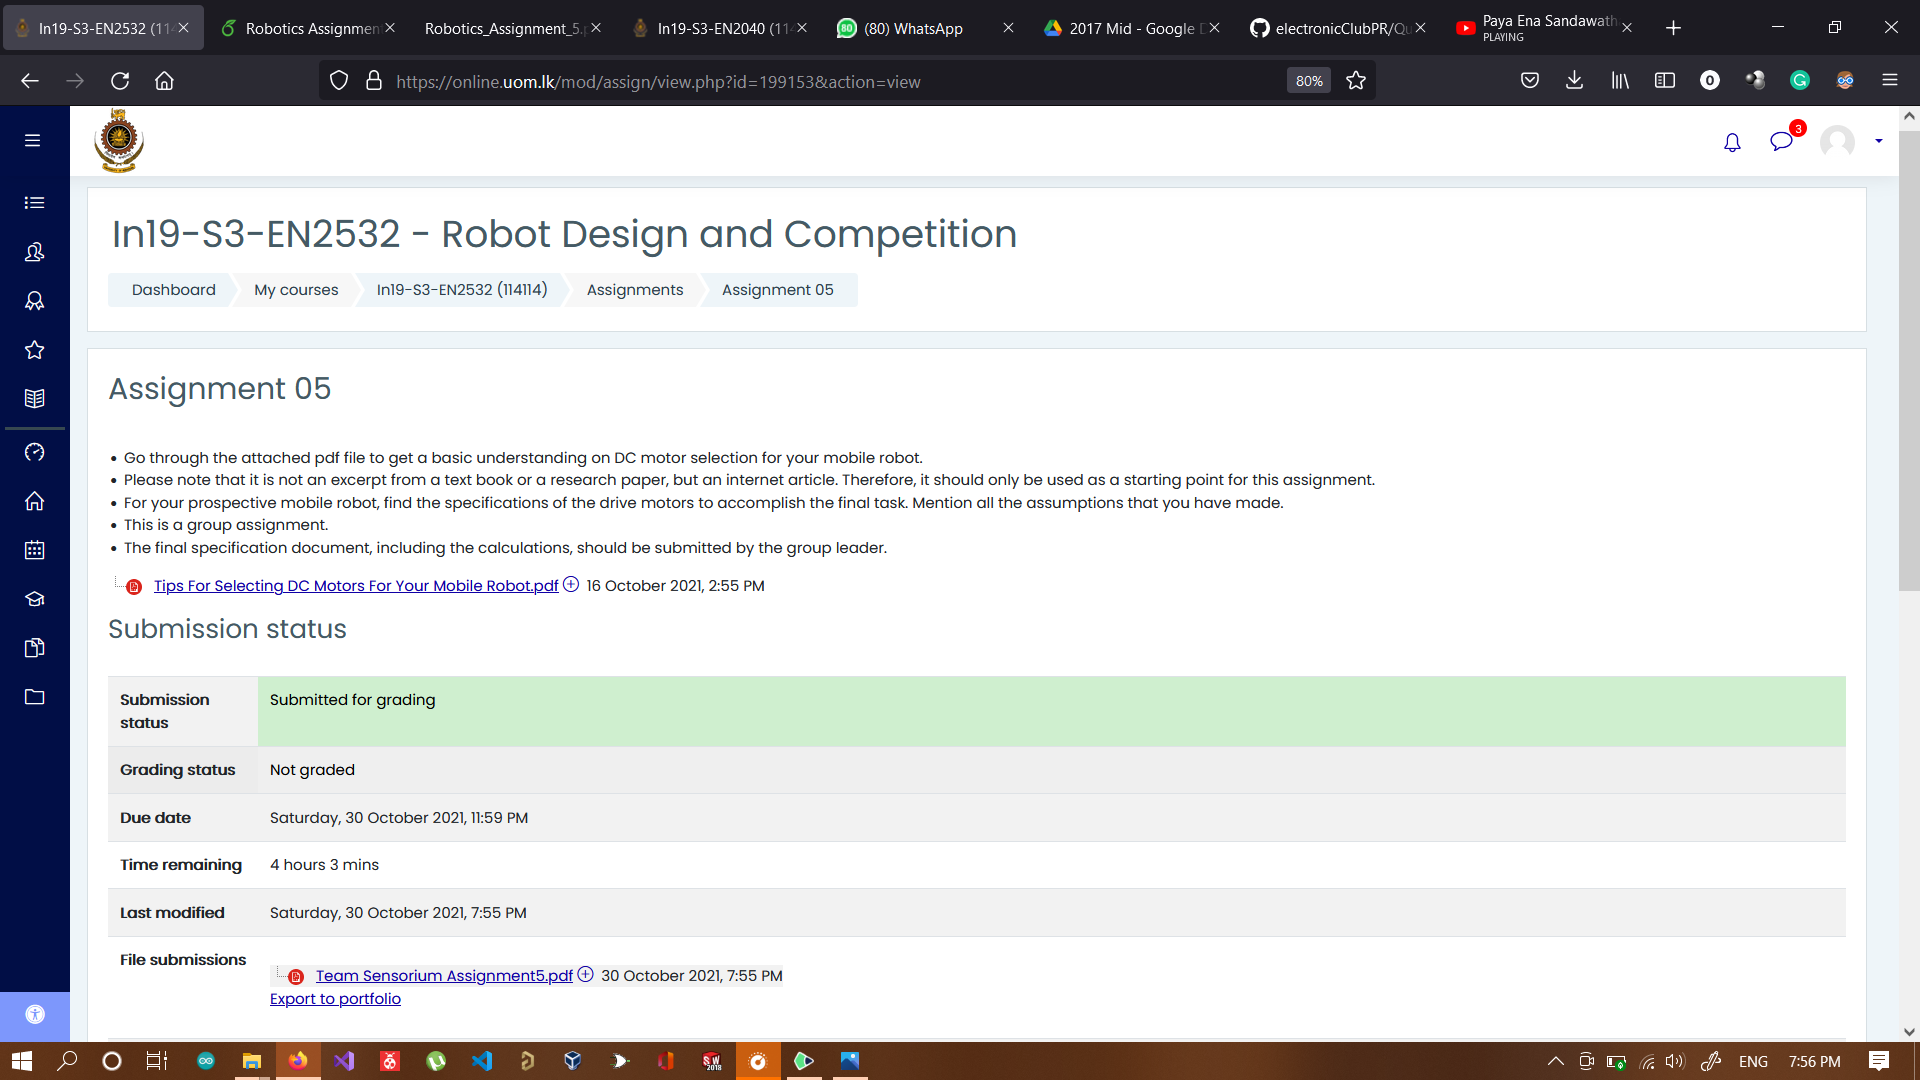 In19-S3-EN2532 (114
Robotics Assignmen
Robotics_Assignment_5.p
In19-S3-EN2040 (114
(80) WhatsApp
2017 Mid - Google D
electronicClubPR/Qu
Paya Ena Sandawath
PLAYING
https://online.uom.lk/mod/assign/view.php?id=199153&action=view
80%
3
In19-S3-EN2532 - Robot Design and Competition
Dashboard
My courses
In19-S3-EN2532 (114114)
Assignments
Assignment 05
Assignment 05
• Go through the attached pdf file to get a basic understanding on DC motor selection for your mobile robot.
• Please note that it is not an excerpt from a text book or a research paper, but an internet article. Therefore, it should only be used as a starting point for this assignment.
• For your prospective mobile robot, find the specifications of the drive motors to accomplish the final task. Mention all the assumptions that you have made.
• This is a group assignment.
• The final specification document, including the calculations, should be submitted by the group leader.
Tips For Selecting DC Motors For Your Mobile Robot.pdf 16 October 2021, 2:55 PM
Submission status
Submission status
Submitted for grading
Grading status
Not graded
Due date
Saturday, 30 October 2021, 11:59 PM
Time remaining
4 hours 3 mins
Last modified
Saturday, 30 October 2021, 7:55 PM
File submissions
Team Sensorium Assignment5.pdf 30 October 2021, 7:55 PM
Export to portfolio
ENG
7:56 PM